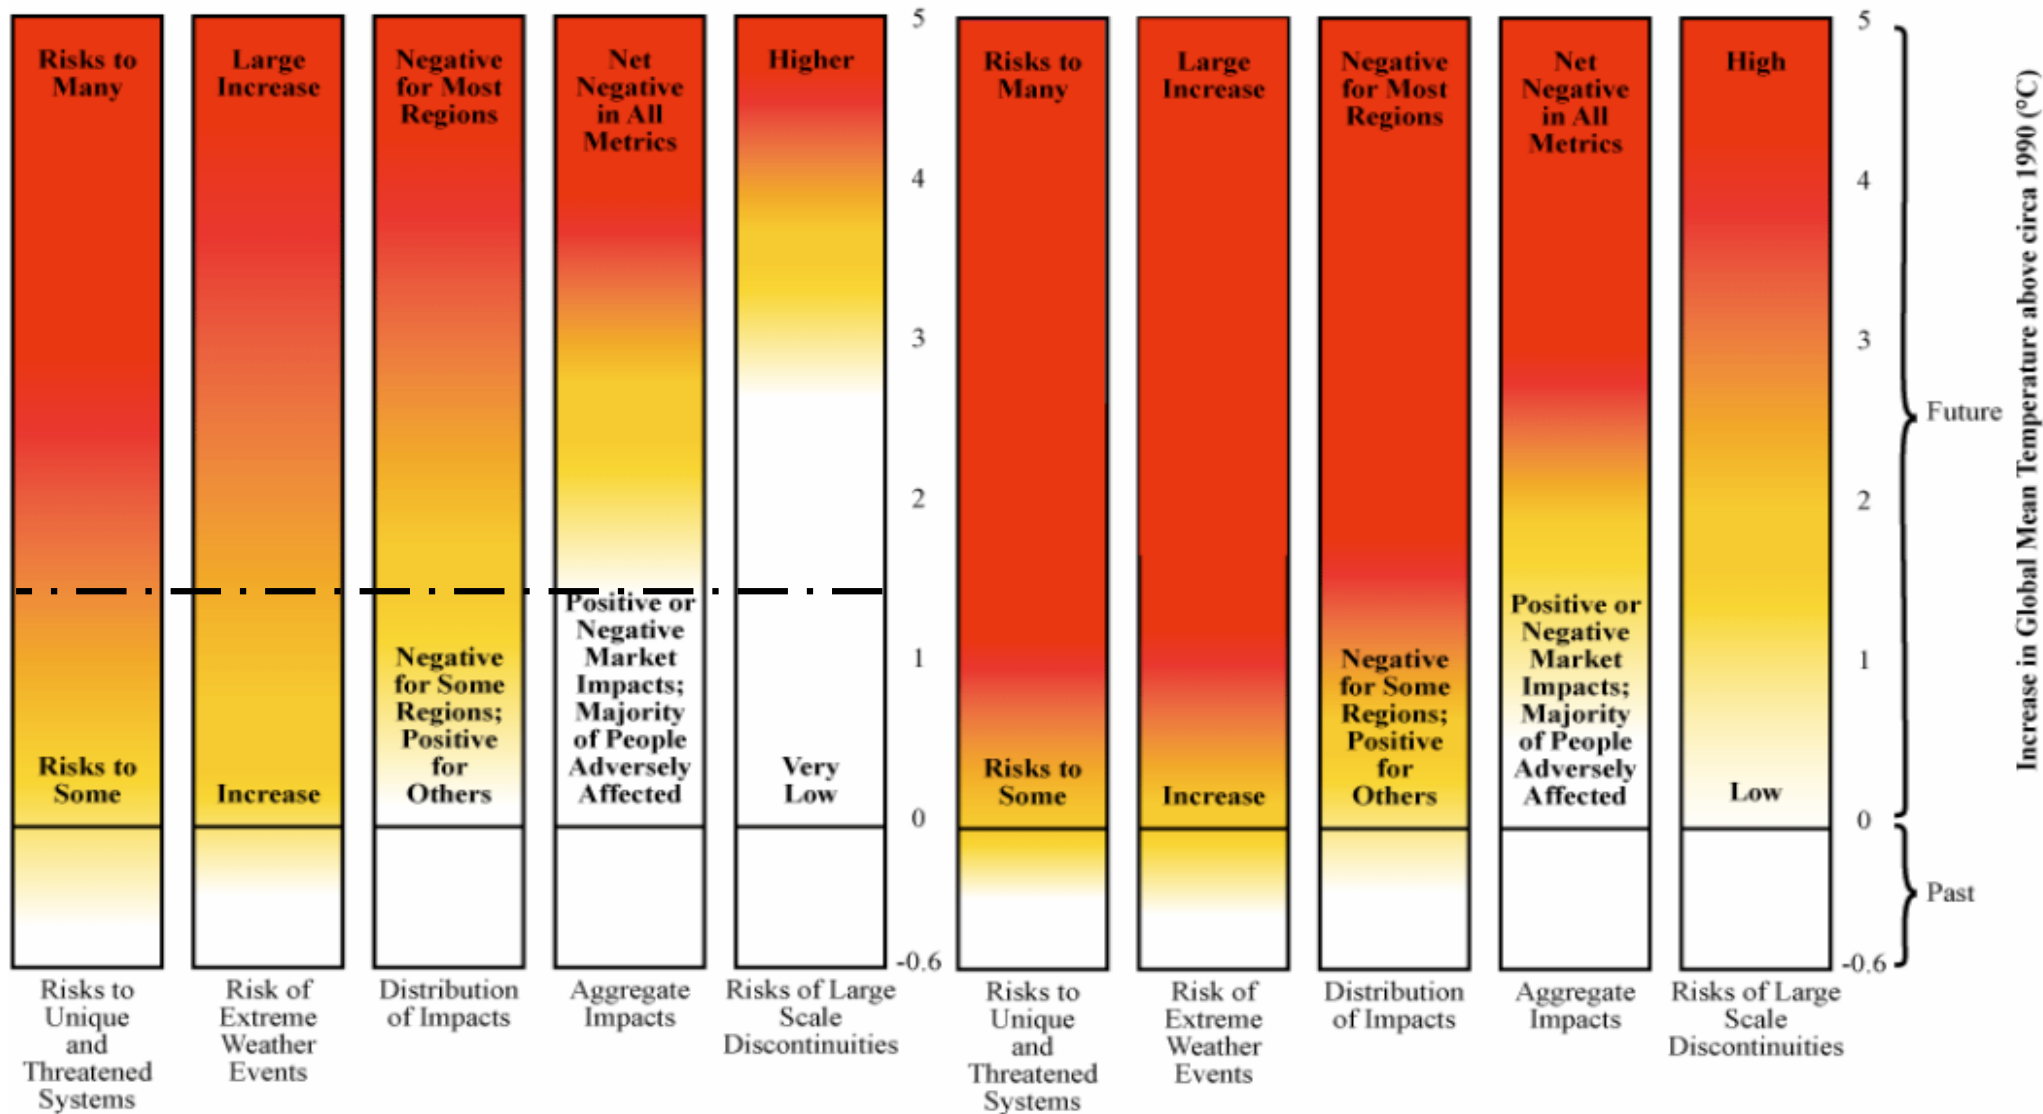 Risks to
Many
Large
Increase
Negative
for Most
Regions
Net
Negative
in All
Metrics
Higher
Risks to
Some
Increase
Negative
for Some
Regions;
Positive
for
Others
Positive or
Negative
Market
Impacts;
Majority
of People
Adversely
Affected
Very
Low
5
4
3
2
1
0
-0.6
Risks to
Unique
and
Threatened
Systems
Risk of
Extreme
Weather
Events
Distribution
of Impacts
Aggregate
Impacts
Risks of Large
Scale
Discontinuities
Risks to
Many
Large
Increase
Negative
for Most
Regions
Net
Negative
in All
Metrics
High
Risks to
Some
Increase
Negative
for Some
Regions;
Positive
for
Others
Positive or
Negative
Market
Impacts;
Majority
of People
Adversely
Affected
Low
5
4
3
2
1
0
-0.6
Risks to
Unique
and
Threatened
Systems
Risk of
Extreme
Weather
Events
Distribution
of Impacts
Aggregate
Impacts
Risks of Large
Scale
Discontinuities
Future
Past
Increase in Global Mean Temperature above circa 1990 (°C)